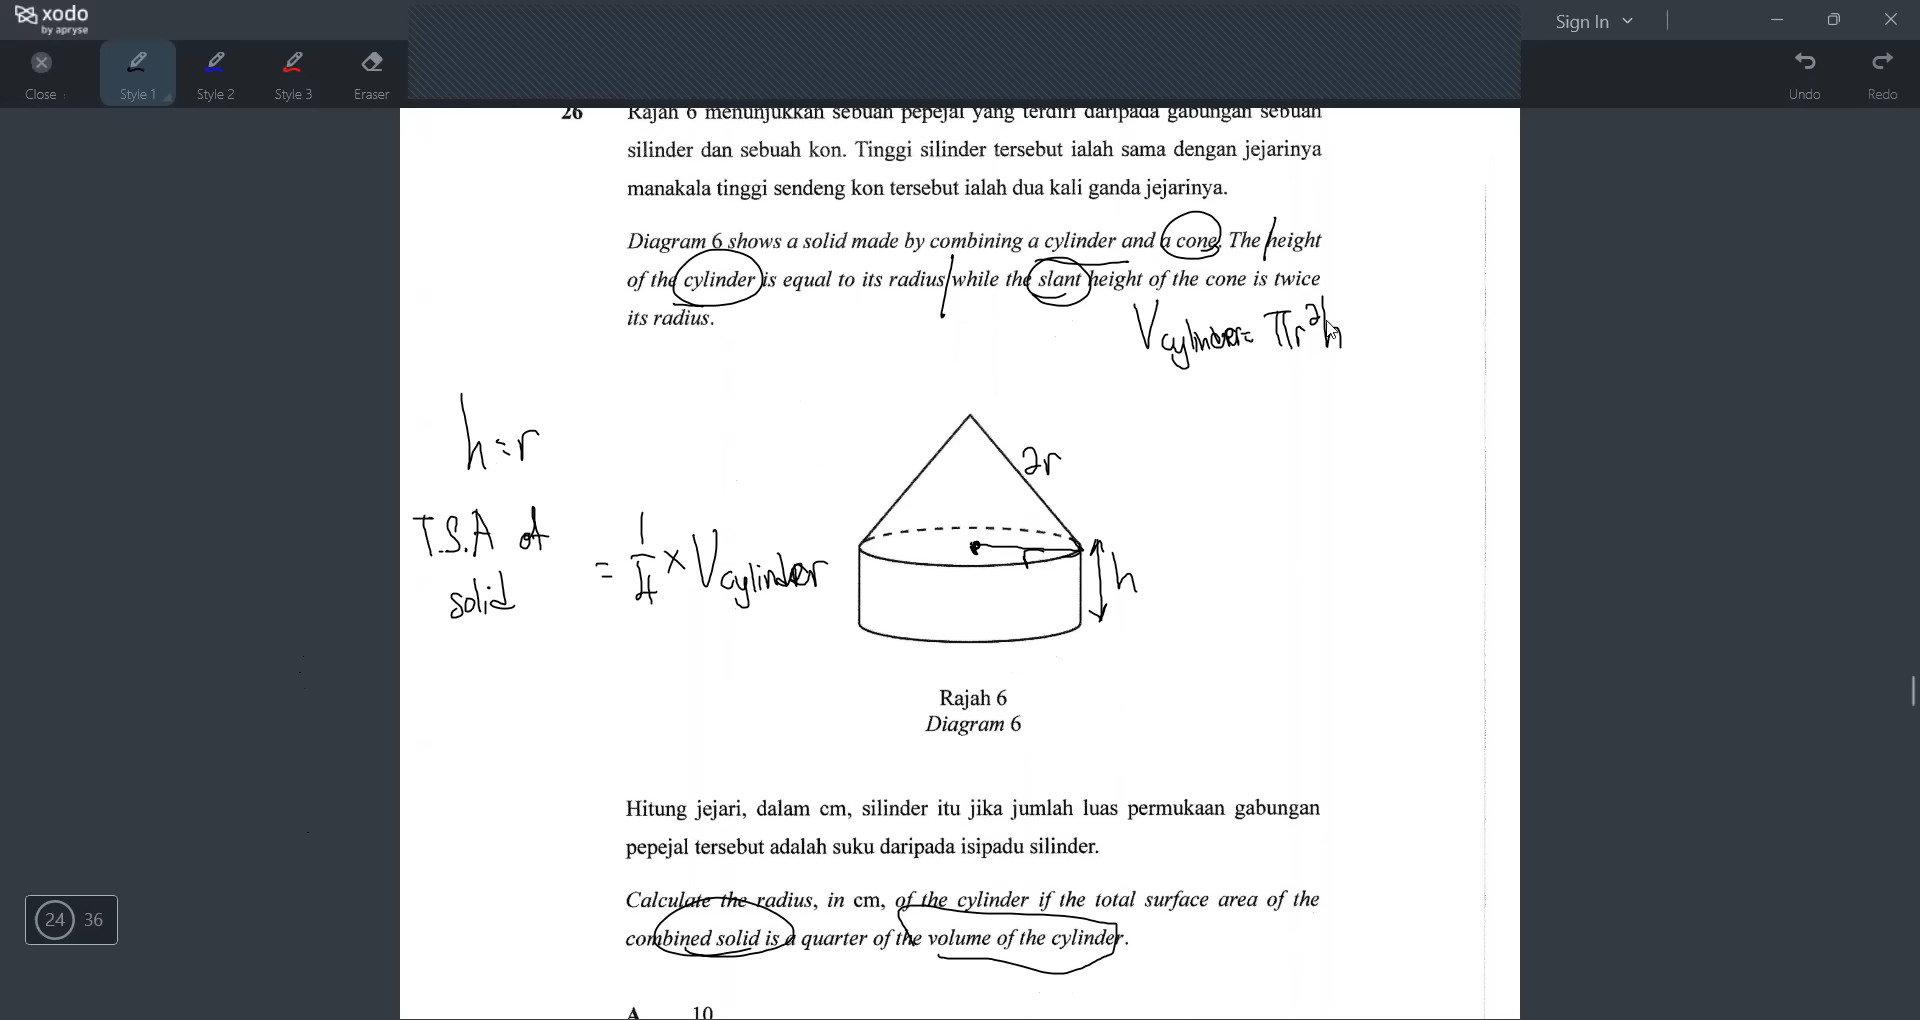 xodo
by apryse
Sign In
Close
Style 1
Style 2
Style 3
Eraser
Undo
Redo
26 Rajah 6 menunjukkan sebuah pepejal yang terdiri daripada gabungan sebuah
silinder dan sebuah kon. Tinggi silinder tersebut ialah sama dengan jejarinya
manakala tinggi sendeng kon tersebut ialah dua kali ganda jejarinya.
Diagram 6 shows a solid made by combining a cylinder and a cone. The height
of the cylinder is equal to its radius while the slant height of the cone is twice
its radius.
Vcylinder= πr²h
h=r
2r
T.S.A of
solid
= 1/4 × Vcylinder
r
h
Rajah 6
Diagram 6
Hitung jejari, dalam cm, silinder itu jika jumlah luas permukaan gabungan
pepejal tersebut adalah suku daripada isipadu silinder.
Calculate the radius, in cm, of the cylinder if the total surface area of the
combined solid is a quarter of the volume of the cylinder.
24 36
A 10